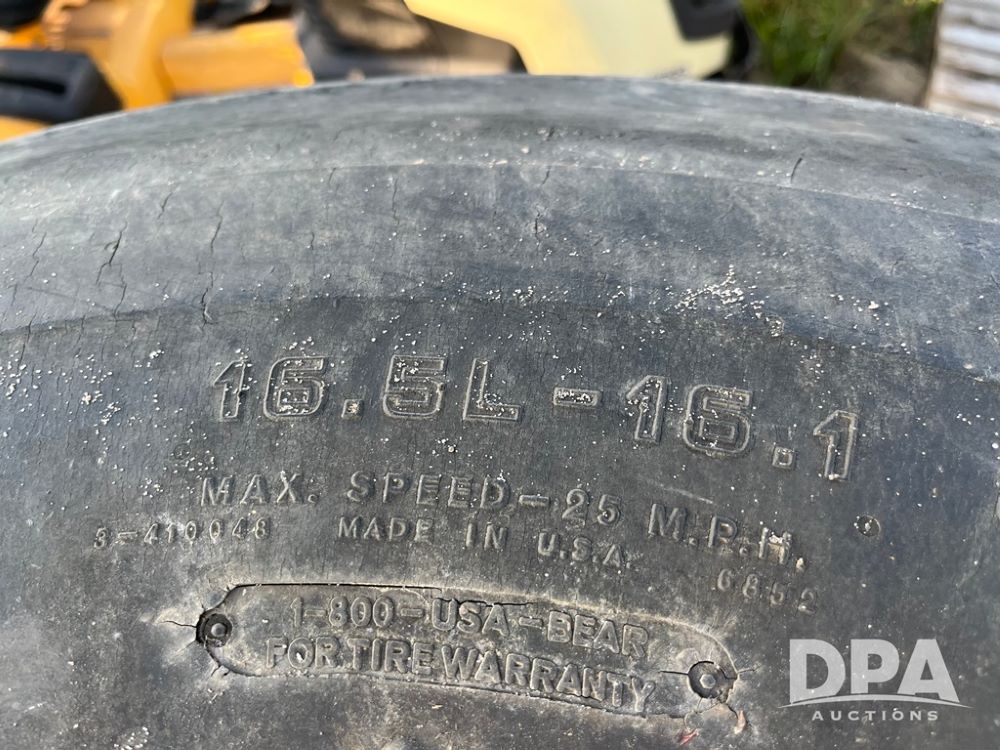 16.5L-16.1
MAX. SPEED-25 M.P.H.
3-410048 MADE IN U.S.A. 6852
1-800-USA-BEAR
FOR TIRE WARRANTY
DPA
AUCTIONS